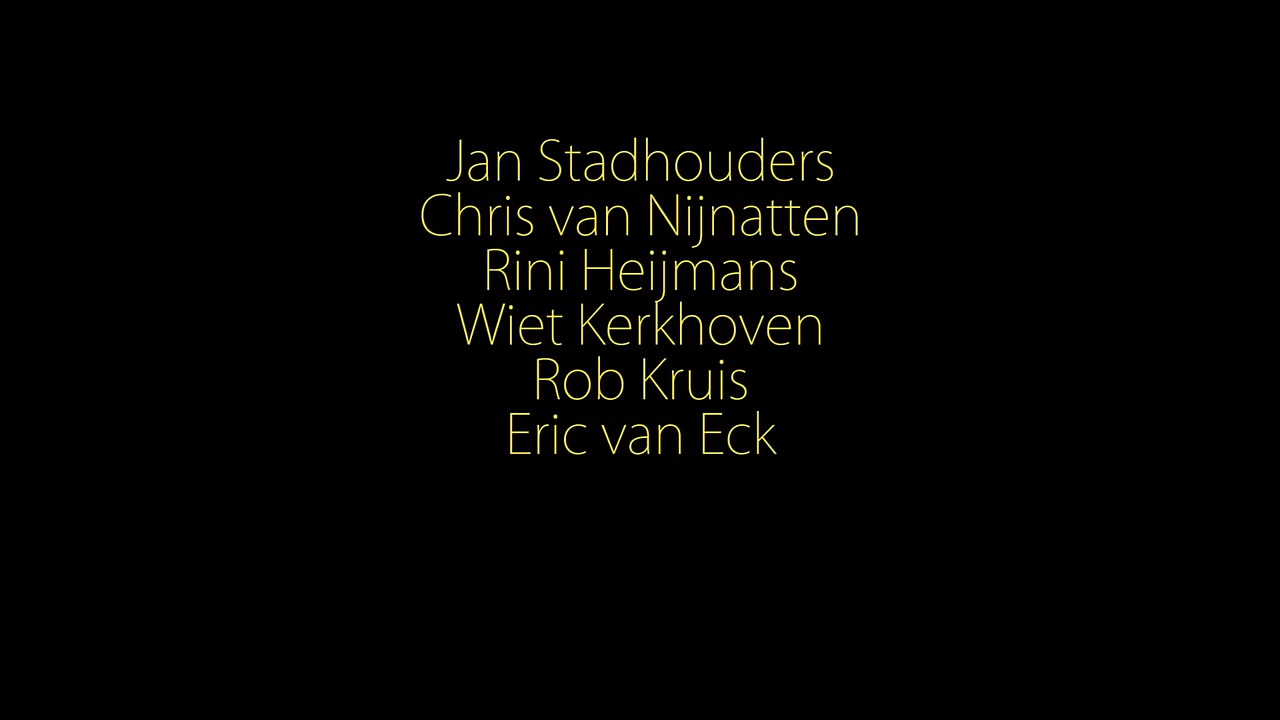 Jan Stadhouders
Chris van Nijnatten
Rini Heijmans
Wiet Kerkhoven
Rob Kruis
Eric van Eck